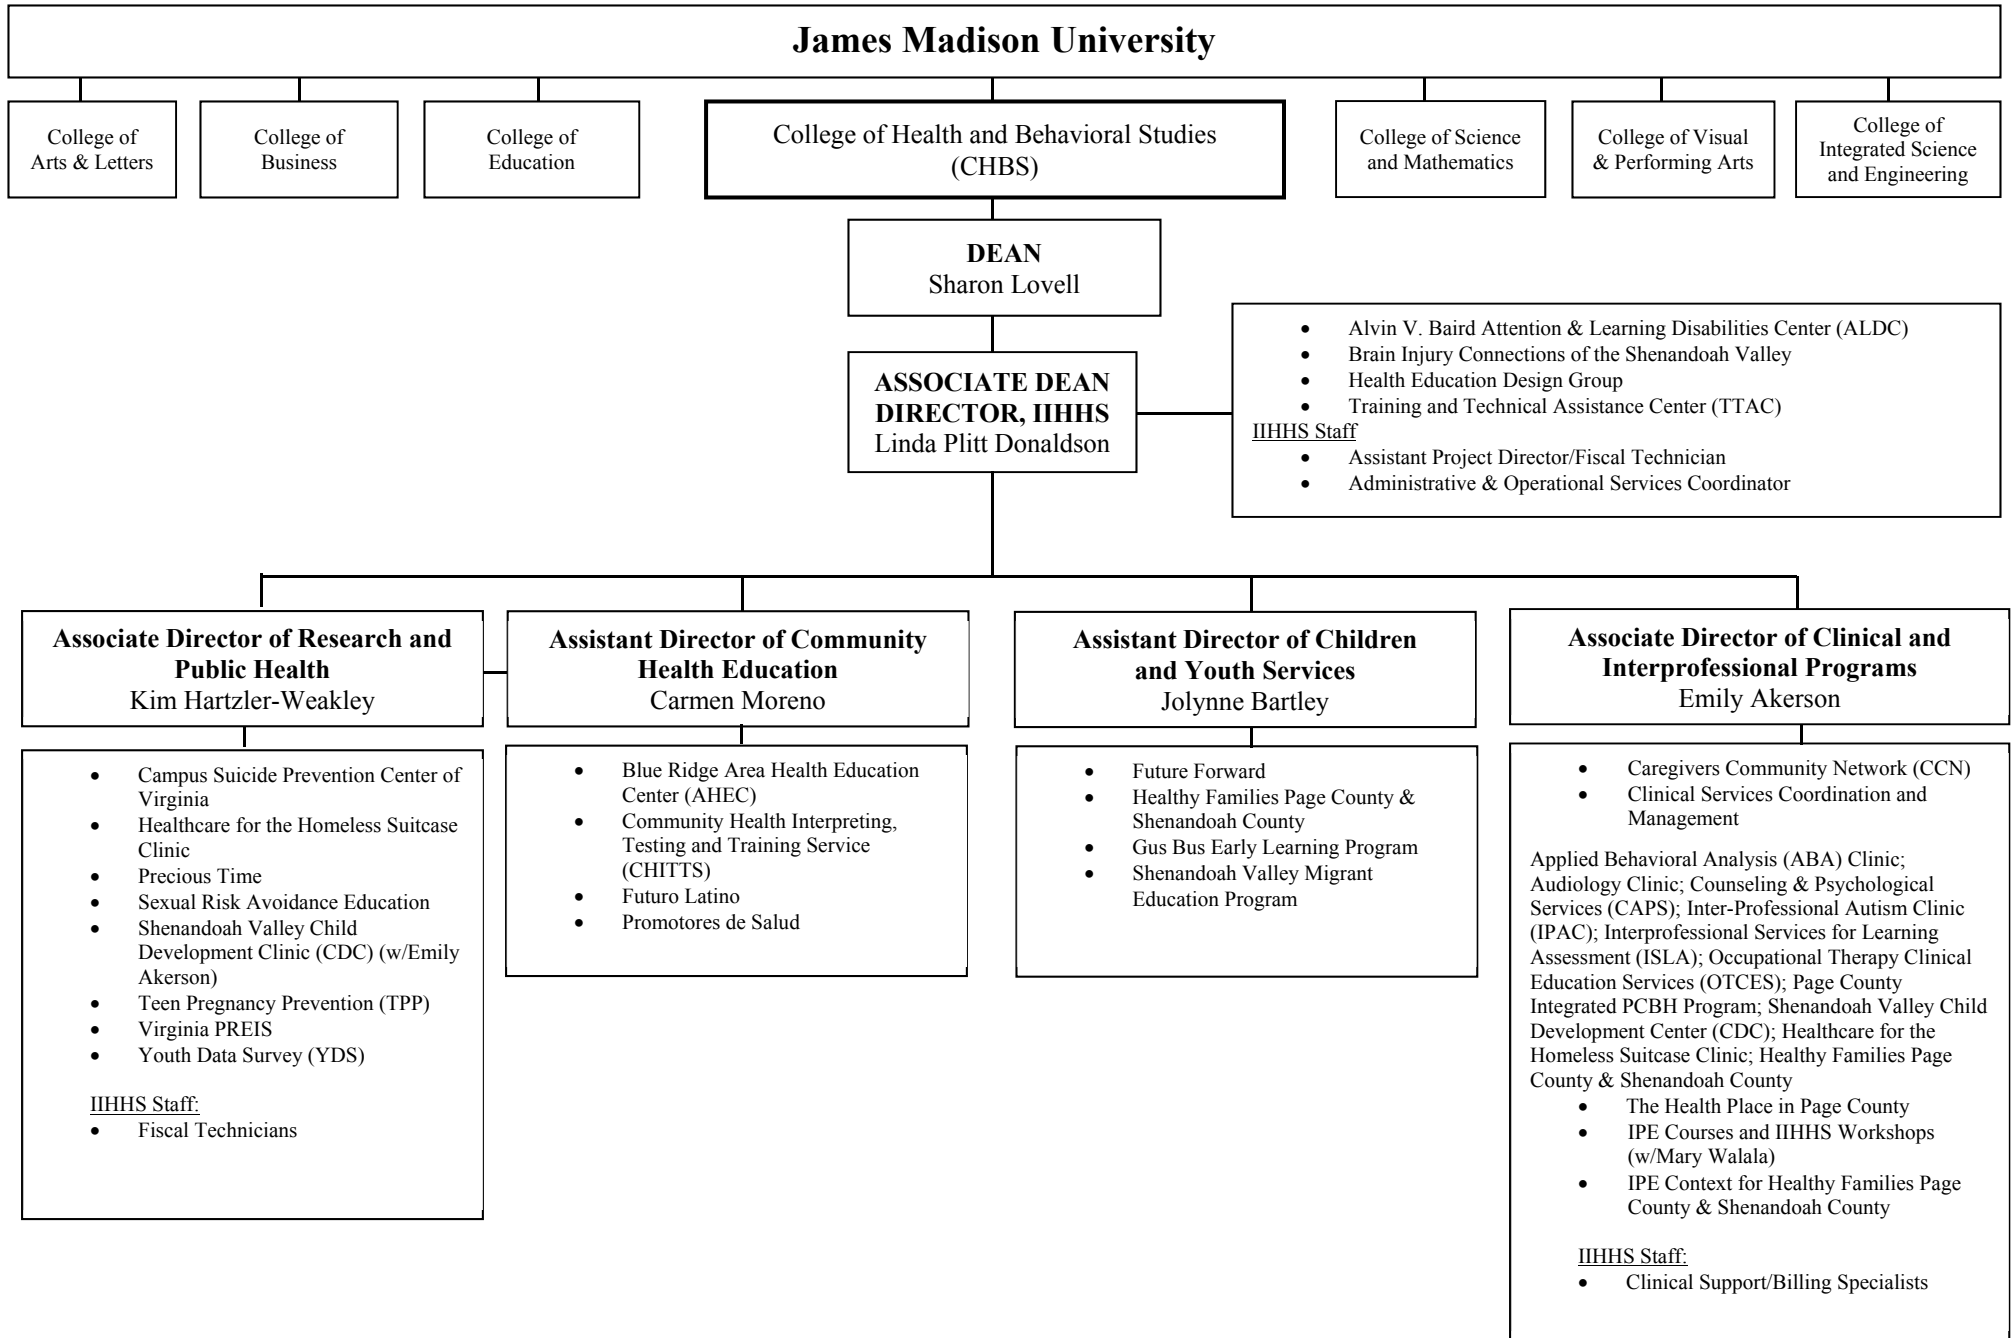 James Madison University
College of
Arts & Letters
College of
Business
College of
Education
College of Health and Behavioral Studies
(CHBS)
College of Science
and Mathematics
College of Visual
& Performing Arts
College of
Integrated Science
and Engineering
DEAN
Sharon Lovell
ASSOCIATE DEAN
DIRECTOR, IIHHS
Linda Plitt Donaldson
• Alvin V. Baird Attention & Learning Disabilities Center (ALDC)
• Brain Injury Connections of the Shenandoah Valley
• Health Education Design Group
• Training and Technical Assistance Center (TTAC)
IIHHS Staff
• Assistant Project Director/Fiscal Technician
• Administrative & Operational Services Coordinator
Associate Director of Research and
Public Health
Kim Hartzler-Weakley
• Campus Suicide Prevention Center of
Virginia
• Healthcare for the Homeless Suitcase
Clinic
• Precious Time
• Sexual Risk Avoidance Education
• Shenandoah Valley Child
Development Clinic (CDC) (w/Emily
Akerson)
• Teen Pregnancy Prevention (TPP)
• Virginia PREIS
• Youth Data Survey (YDS)
IIHHS Staff:
• Fiscal Technicians
Assistant Director of Community
Health Education
Carmen Moreno
• Blue Ridge Area Health Education
Center (AHEC)
• Community Health Interpreting,
Testing and Training Service
(CHITTS)
• Futuro Latino
• Promotores de Salud
Assistant Director of Children
and Youth Services
Jolynne Bartley
• Future Forward
• Healthy Families Page County &
Shenandoah County
• Gus Bus Early Learning Program
• Shenandoah Valley Migrant
Education Program
Associate Director of Clinical and
Interprofessional Programs
Emily Akerson
• Caregivers Community Network (CCN)
• Clinical Services Coordination and
Management
Applied Behavioral Analysis (ABA) Clinic;
Audiology Clinic; Counseling & Psychological
Services (CAPS); Inter-Professional Autism Clinic
(IPAC); Interprofessional Services for Learning
Assessment (ISLA); Occupational Therapy Clinical
Education Services (OTCES); Page County
Integrated PCBH Program; Shenandoah Valley Child
Development Center (CDC); Healthcare for the
Homeless Suitcase Clinic; Healthy Families Page
County & Shenandoah County
• The Health Place in Page County
• IPE Courses and IIHHS Workshops
(w/Mary Walala)
• IPE Context for Healthy Families Page
County & Shenandoah County
IIHHS Staff:
• Clinical Support/Billing Specialists